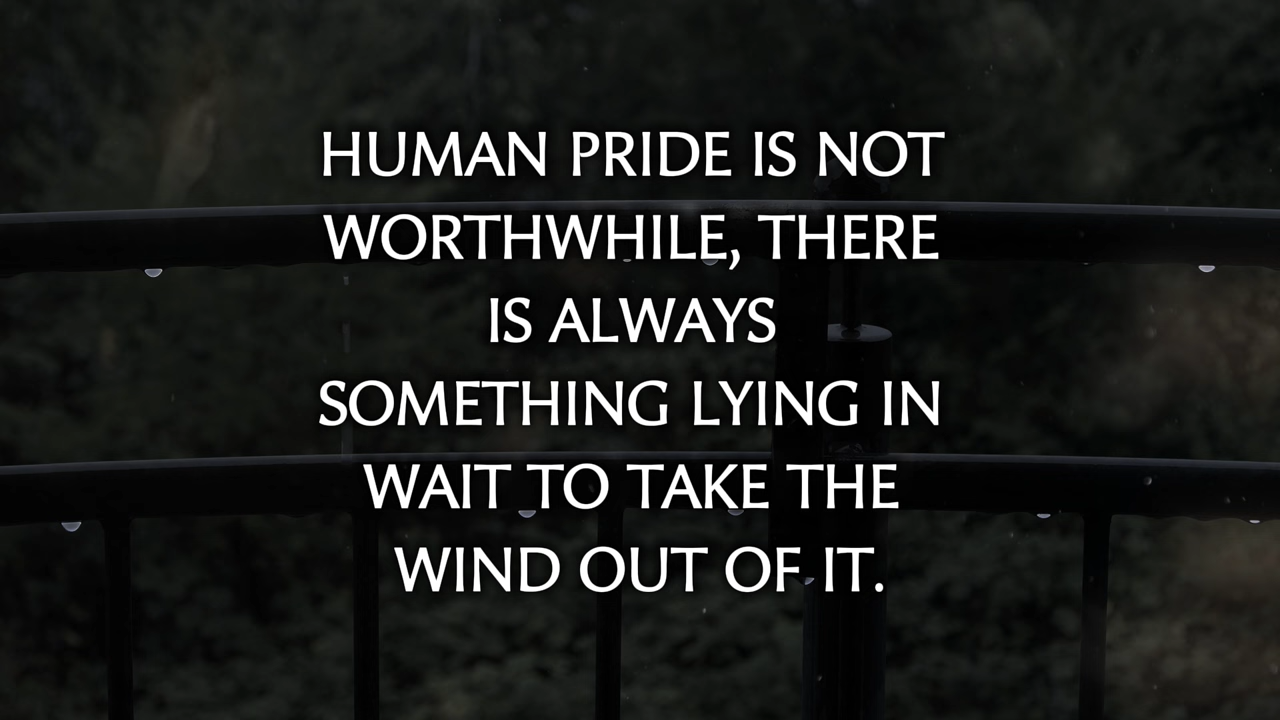 HUMAN PRIDE IS NOT
WORTHWHILE, THERE
IS ALWAYS
SOMETHING LYING IN
WAIT TO TAKE THE
WIND OUT OF IT.